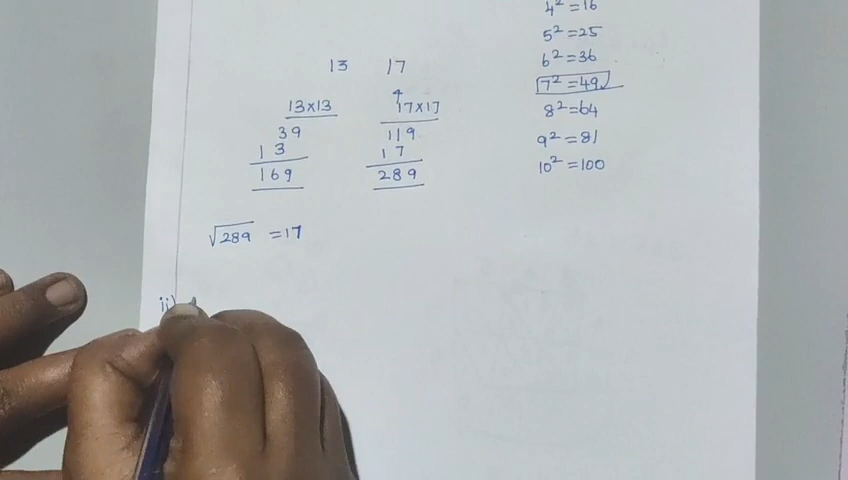 4² = 16
5² = 25
6² = 36
7² = 49
8² = 64
9² = 81
10² = 100
13 17
13×13 17×17
39 119
13 17
169 289
√289 = 17
ii)